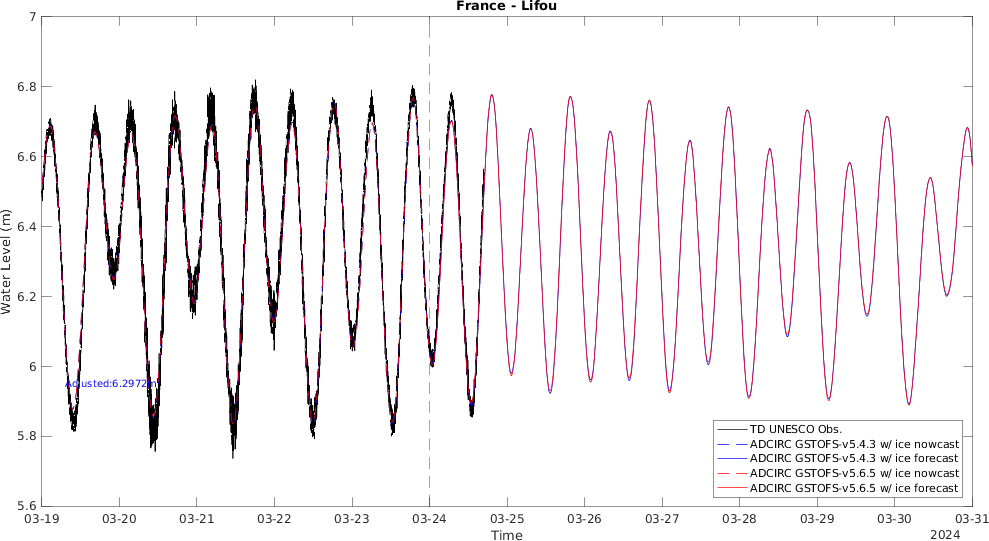 France - Lifou
7
6.8
6.6
6.4
6.2
6
5.8
5.6
Water Level (m)
Adjusted:6.2972m
TD UNESCO Obs.
ADCIRC GSTOFS-v5.4.3 w/ ice nowcast
ADCIRC GSTOFS-v5.4.3 w/ ice forecast
ADCIRC GSTOFS-v5.6.5 w/ ice nowcast
ADCIRC GSTOFS-v5.6.5 w/ ice forecast
03-19 03-20 03-21 03-22 03-23 03-24 03-25 03-26 03-27 03-28 03-29 03-30 03-31
Time
2024